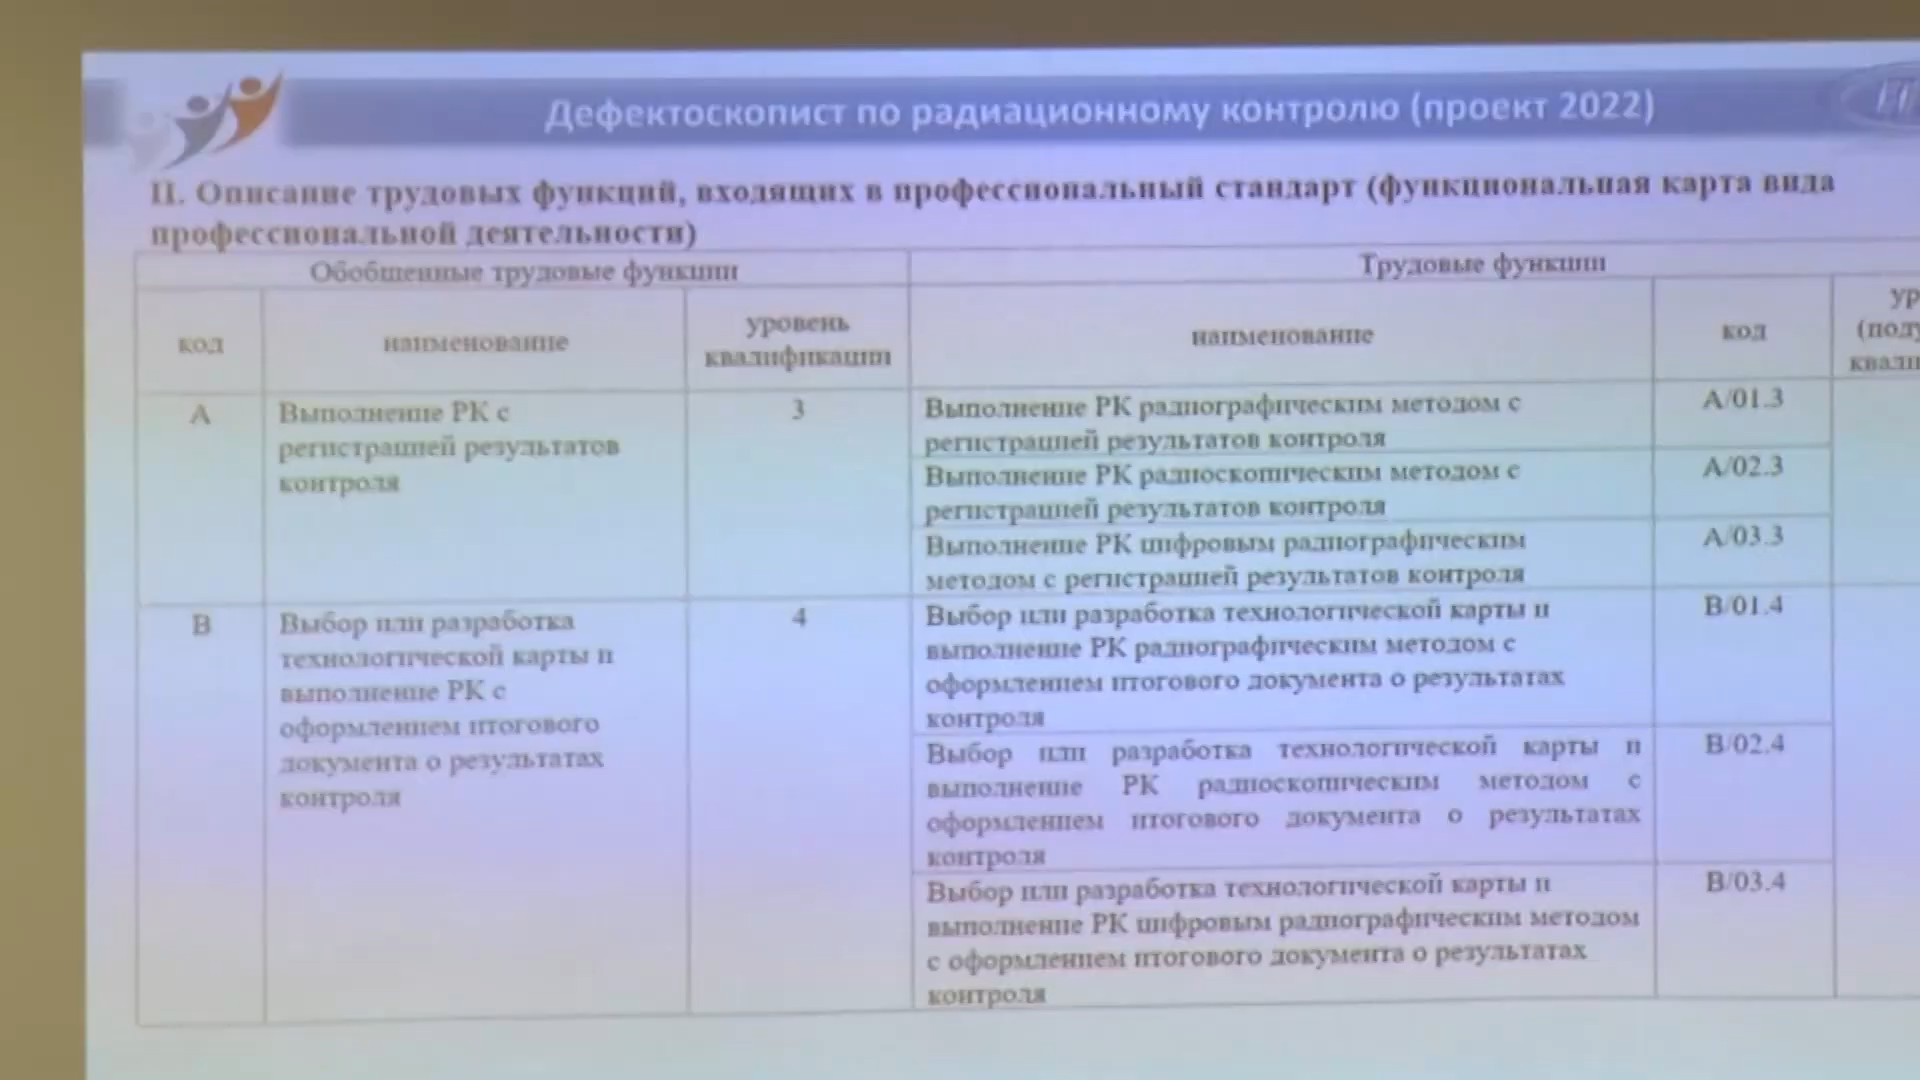 Дефектоскопист по радиационному контролю (проект 2022)
II. Описание трудовых функций, входящих в профессиональный стандарт (функциональная карта вида
профессиональной деятельности)
Обобщенные трудовые функции
Трудовые функции
код
наименование
уровень
квалификации
наименование
код
ур
(поду
квали
A
Выполнение РК с
регистрацией результатов
контроля
3
Выполнение РК радиографическим методом с
регистрацией результатов контроля
A/01.3
Выполнение РК радиоскопическим методом с
регистрацией результатов контроля
A/02.3
Выполнение РК цифровым радиографическим
методом с регистрацией результатов контроля
A/03.3
B
Выбор или разработка
технологической карты и
выполнение РК с
оформлением итогового
документа о результатах
контроля
4
Выбор или разработка технологической карты и
выполнение РК радиографическим методом с
оформлением итогового документа о результатах
контроля
B/01.4
Выбор или разработка технологической карты и
выполнение РК радиоскопическим методом с
оформлением итогового документа о результатах
контроля
B/02.4
Выбор или разработка технологической карты и
выполнение РК цифровым радиографическим методом
с оформлением итогового документа о результатах
контроля
B/03.4